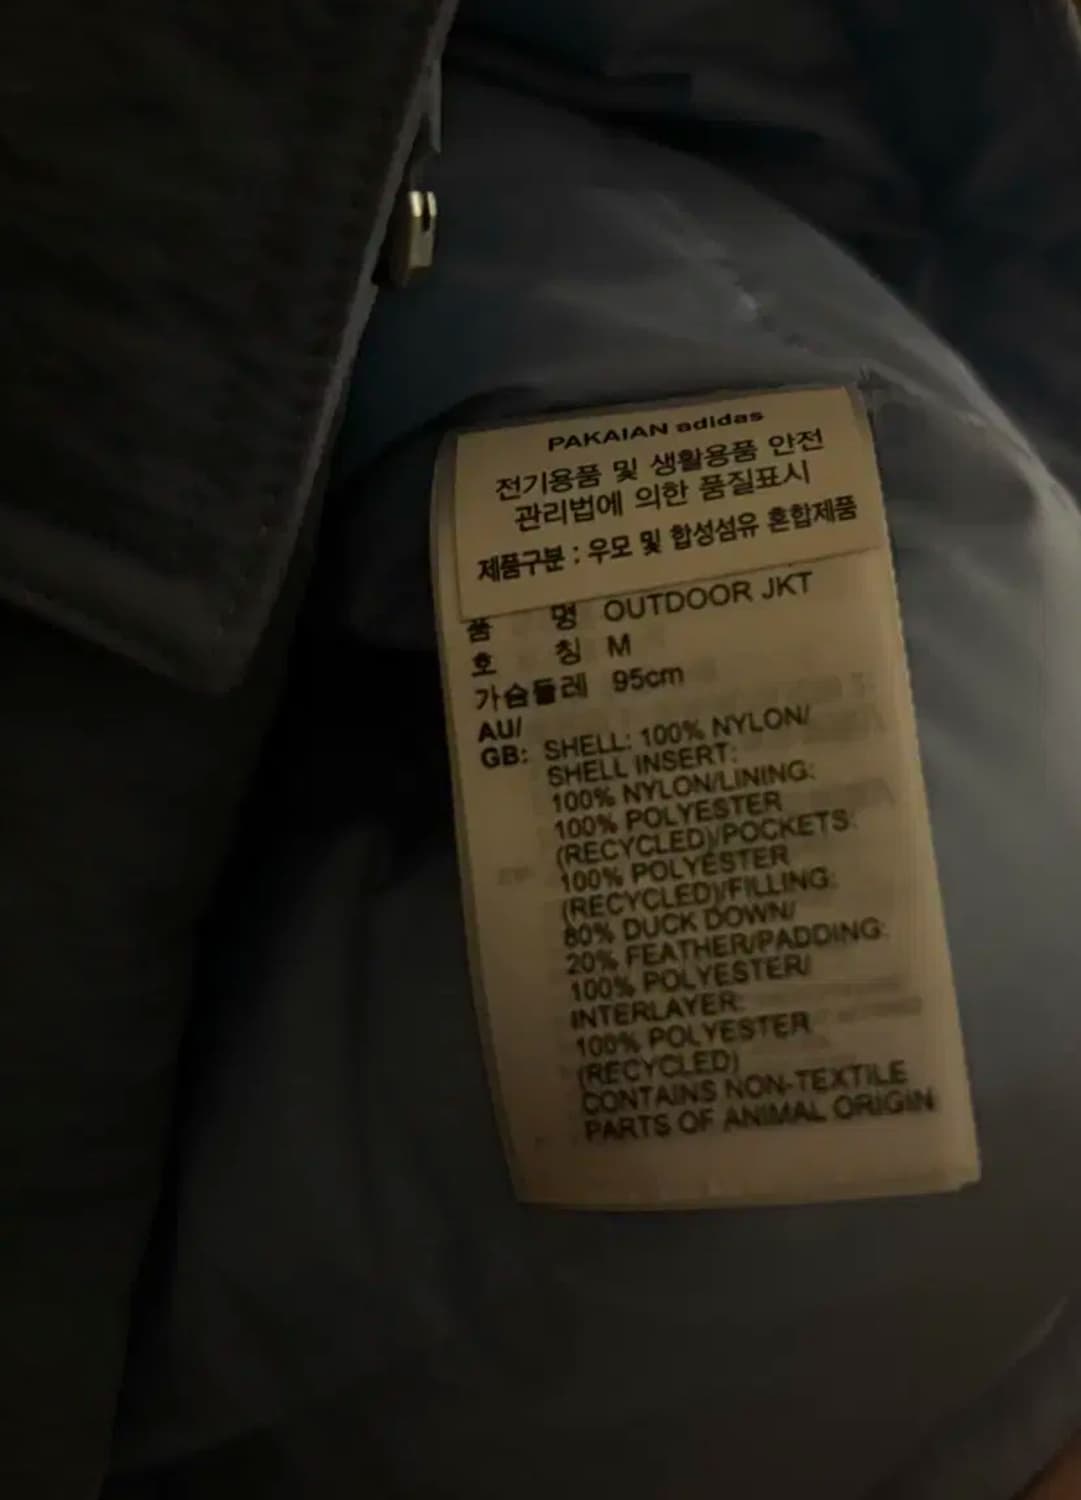 PAKAIAN adidas
전기용품 및 생활용품 안전
관리법에 의한 품질표시
제품구분 : 우모 및 합성섬유 혼합제품
품 명 OUTDOOR JKT
호 칭 M
가슴둘레 95cm
AU/
GB: SHELL: 100% NYLON/
SHELL INSERT:
100% NYLON/LINING:
100% POLYESTER
(RECYCLED)/POCKETS:
100% POLYESTER
(RECYCLED)/FILLING:
80% DUCK DOWN/
20% FEATHER/PADDING:
100% POLYESTER/
INTERLAYER:
100% POLYESTER
(RECYCLED)
CONTAINS NON-TEXTILE
PARTS OF ANIMAL ORIGIN